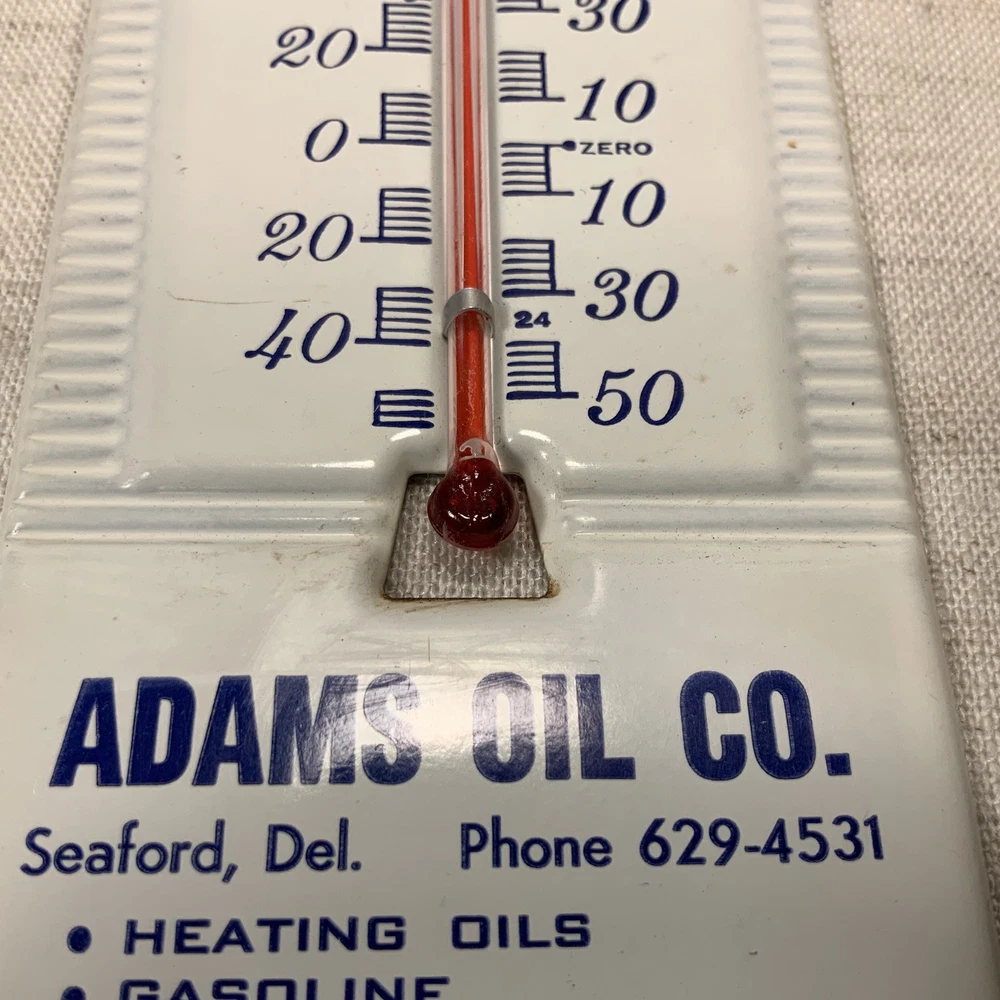 30
20
10
0
ZERO
10
20
30
24
40
50
ADAMS OIL CO.
Seaford, Del. Phone 629-4531
• HEATING OILS
• GASOLINE